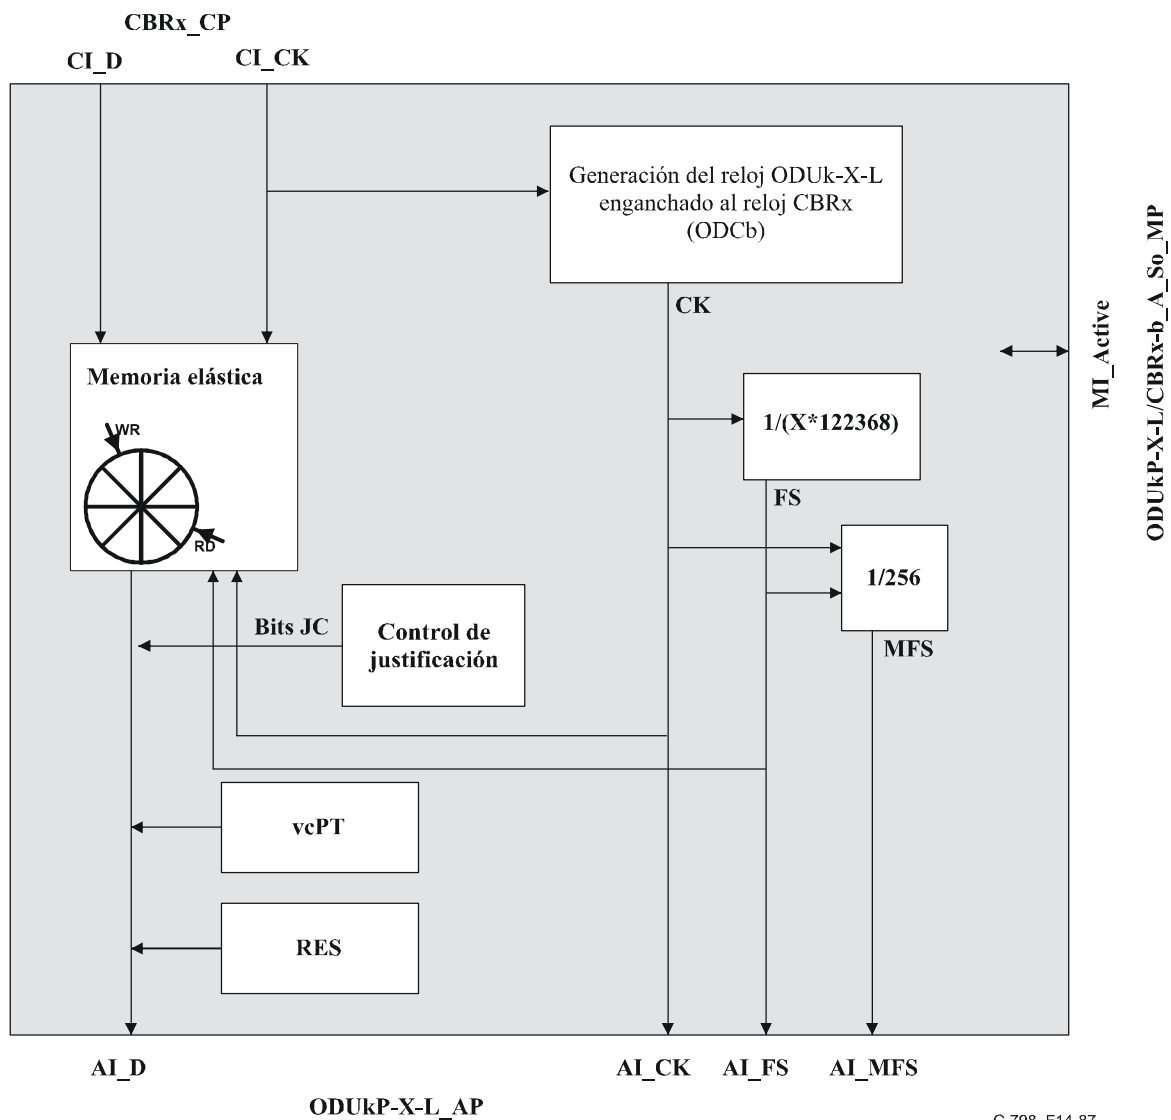 CBRx_CP
CI_D
CI_CK
Generación del reloj ODUk-X-L
enganchado al reloj CBRx
(ODCb)
CK
Memoria elástica
WR
RD
1/(X*122368)
FS
1/256
MFS
Bits JC
Control de
justificación
vcPT
RES
MI_Active
ODUkP-X-L/CBRx-b_A_So_MP
AI_D
AI_CK
AI_FS
AI_MFS
ODUkP-X-L_AP
G.798_F14-87